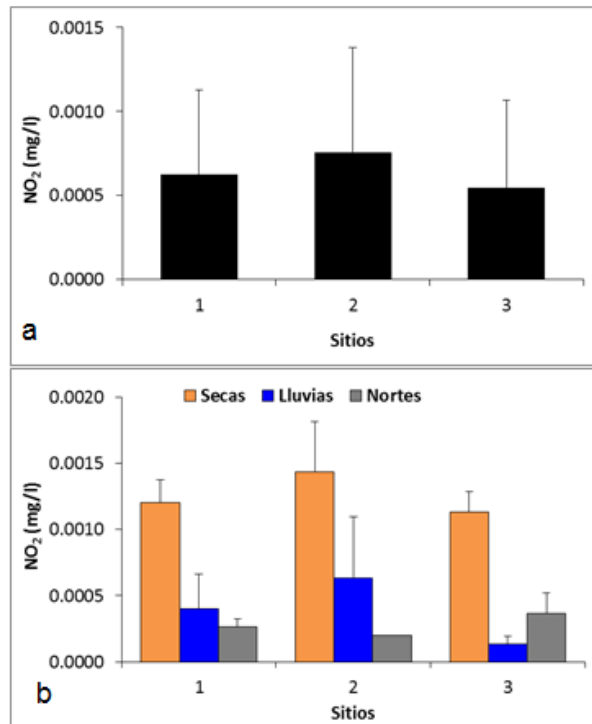 0.0015
0.0010
0.0005
0.0000
NO₂ (mg/l)
1 2 3
Sitios
a
0.0020
0.0015
0.0010
0.0005
0.0000
NO₂ (mg/l)
Secas Lluvias Nortes
1 2 3
Sitios
b